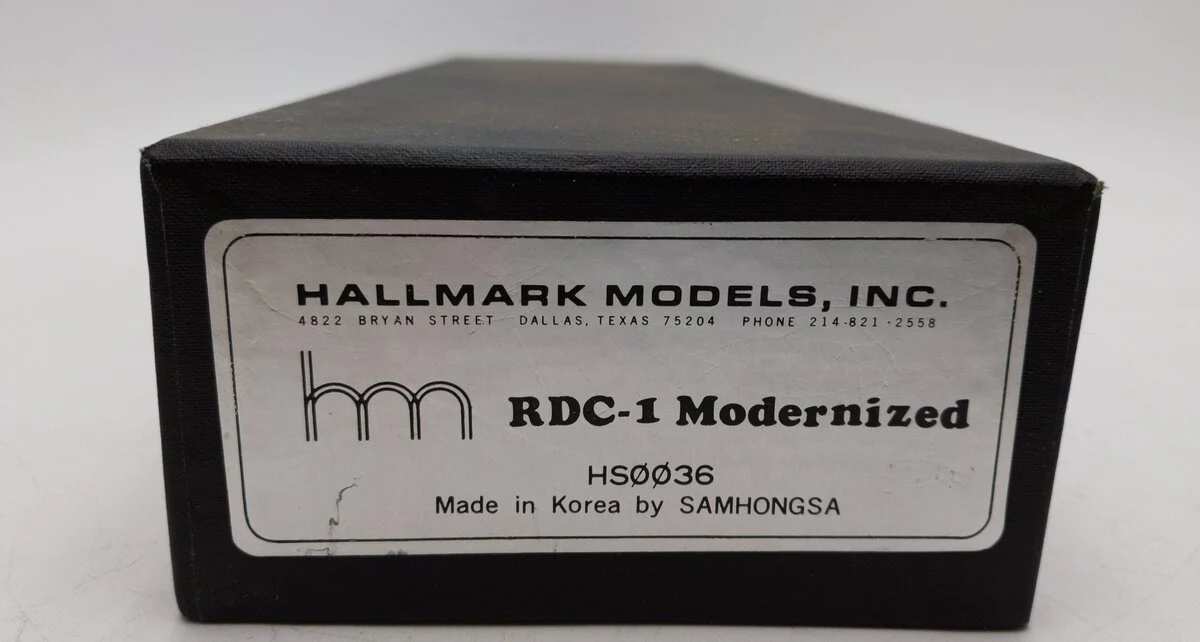 HALLMARK MODELS, INC.
4822 BRYAN STREET DALLAS, TEXAS 75204 PHONE 214-821-2558
hm RDC-1 Modernized
HSØØ36
Made in Korea by SAMHONGSA